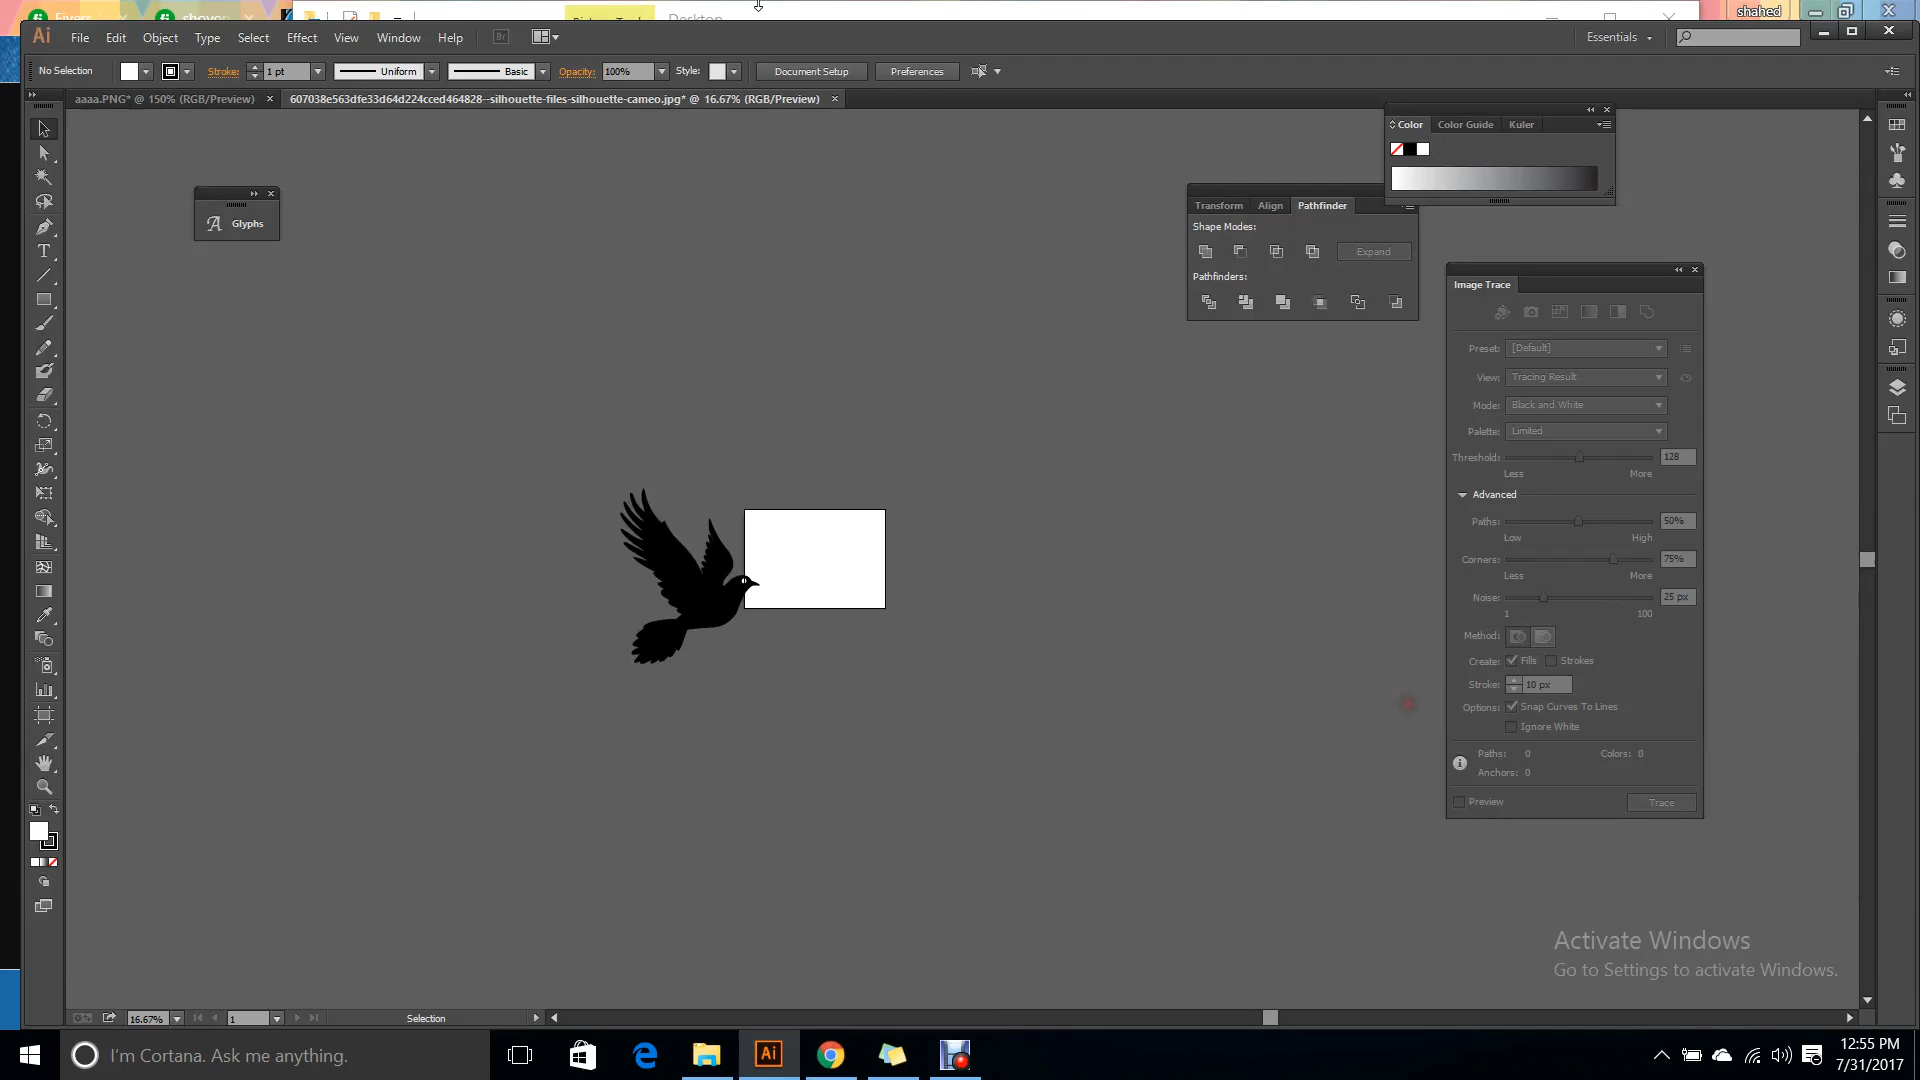 Fiverr
shahed
Desktop
Ai File Edit Object Type Select Effect View Window Help Br Essentials
No Selection Stroke: 1 pt Uniform Basic Opacity: 100% Style: Document Setup Preferences
aaaa.PNG* @ 150% (RGB/Preview) 607038e563dfe33d64d224cced464828--silhouette-files-silhouette-cameo.jpg* @ 16.67% (RGB/Preview)
Color Color Guide Kuler
A Glyphs
Transform Align Pathfinder
Shape Modes:
Expand
Pathfinders:
Image Trace
Preset: [Default]
View: Tracing Result
Mode: Black and White
Palette: Limited
Threshold: 128
Less More
Advanced
Paths: 50%
Low High
Corners: 75%
Less More
Noise: 25 px
1 100
Method:
Create: Fills Strokes
Stroke: 10 px
Options: Snap Curves To Lines
Ignore White
Paths: 0 Colors: 0
Anchors: 0
Preview Trace
Activate Windows
Go to Settings to activate Windows.
16.67% 1 Selection
I'm Cortana. Ask me anything.
Ai
12:55 PM
7/31/2017